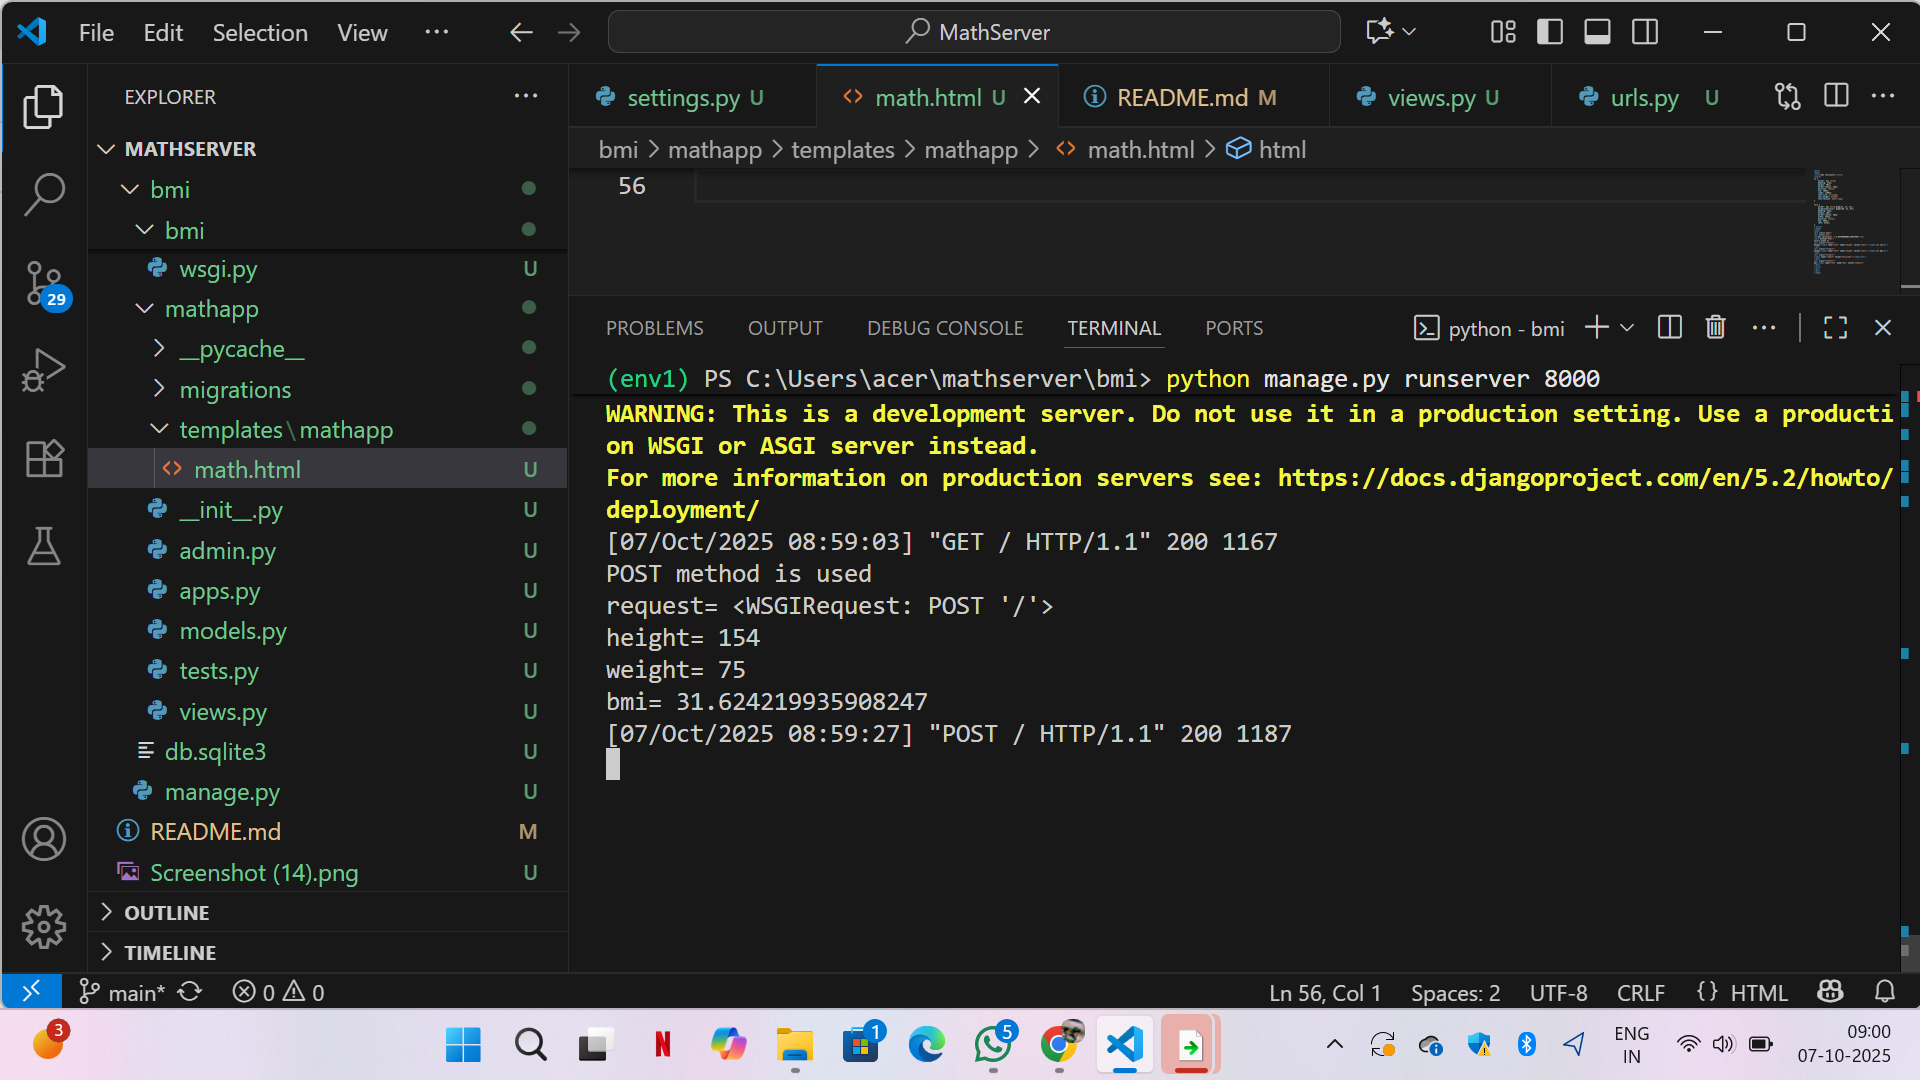 File Edit Selection View ···
MathServer
EXPLORER
MATHSERVER
bmi
bmi
wsgi.py U
mathapp
__pycache__
migrations
templates\mathapp
math.html U
__init__.py U
admin.py U
apps.py U
models.py U
tests.py U
views.py U
db.sqlite3 U
manage.py U
README.md M
Screenshot (14).png U
OUTLINE
TIMELINE
29
settings.py U
math.html U
README.md M
views.py U
urls.py U
bmi > mathapp > templates > mathapp > math.html > html
56
PROBLEMS OUTPUT DEBUG CONSOLE TERMINAL PORTS
python - bmi
(env1) PS C:\Users\acer\mathserver\bmi> python manage.py runserver 8000
WARNING: This is a development server. Do not use it in a production setting. Use a producti
on WSGI or ASGI server instead.
For more information on production servers see: https://docs.djangoproject.com/en/5.2/howto/
deployment/
[07/Oct/2025 08:59:03] "GET / HTTP/1.1" 200 1167
POST method is used
request= <WSGIRequest: POST '/'>
height= 154
weight= 75
bmi= 31.624219935908247
[07/Oct/2025 08:59:27] "POST / HTTP/1.1" 200 1187
main* 0 0
Ln 56, Col 1 Spaces: 2 UTF-8 CRLF {} HTML
3
N
1
5
ENG
IN
09:00
07-10-2025